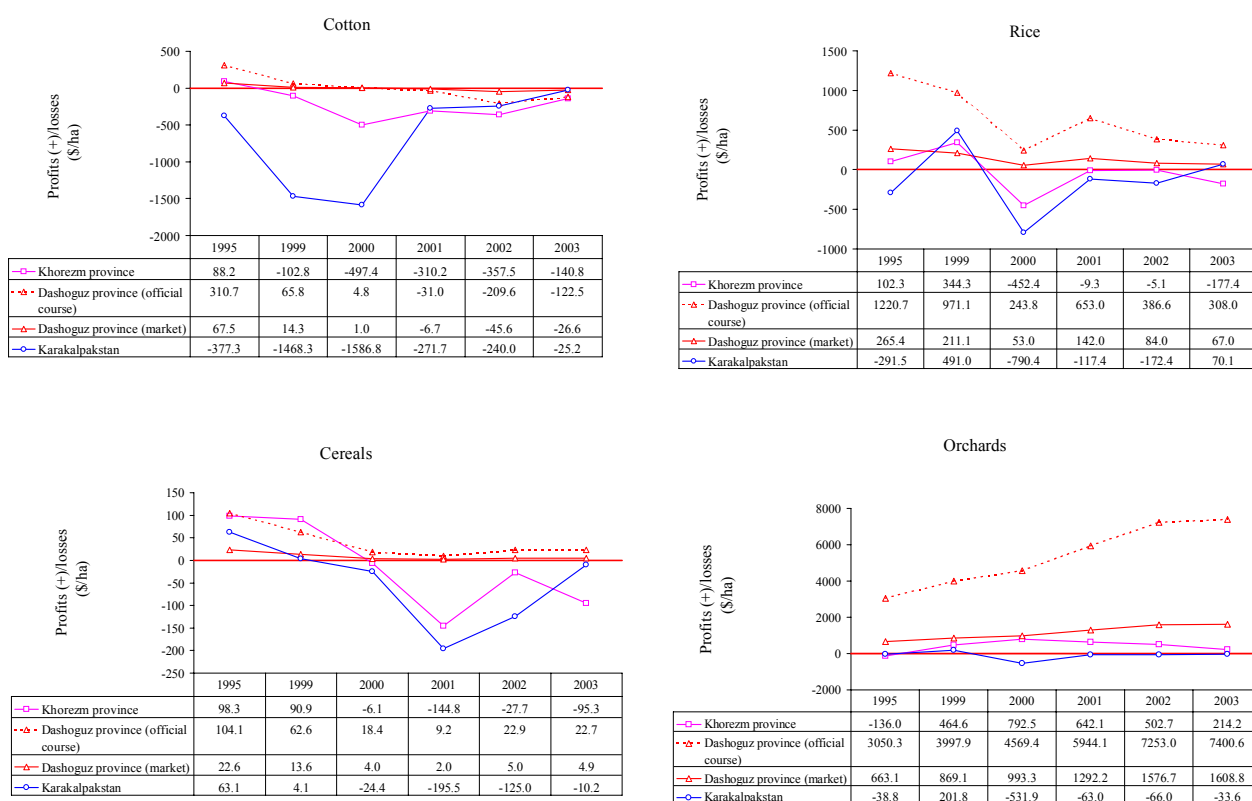 Cotton
Profits (+)/losses
($/ha)
500
0
-500
-1000
-1500
-2000
1995 1999 2000 2001 2002 2003
Khorezm province 88.2 -102.8 -497.4 -310.2 -357.5 -140.8
Dashoguz province (official
course) 310.7 65.8 4.8 -31.0 -209.6 -122.5
Dashoguz province (market) 67.5 14.3 1.0 -6.7 -45.6 -26.6
Karakalpakstan -377.3 -1468.3 -1586.8 -271.7 -240.0 -25.2
Rice
Profits (+)/losses
($/ha)
1500
1000
500
0
-500
-1000
1995 1999 2000 2001 2002 2003
Khorezm province 102.3 344.3 -452.4 -9.3 -5.1 -177.4
Dashoguz province (official
course) 1220.7 971.1 243.8 653.0 386.6 308.0
Dashoguz province (market) 265.4 211.1 53.0 142.0 84.0 67.0
Karakalpakstan -291.5 491.0 -790.4 -117.4 -172.4 70.1
Cereals
Profits (+)/losses
($/ha)
150
100
50
0
-50
-100
-150
-200
-250
1995 1999 2000 2001 2002 2003
Khorezm province 98.3 90.9 -6.1 -144.8 -27.7 -95.3
Dashoguz province (official
course) 104.1 62.6 18.4 9.2 22.9 22.7
Dashoguz province (market) 22.6 13.6 4.0 2.0 5.0 4.9
Karakalpakstan 63.1 4.1 -24.4 -195.5 -125.0 -10.2
Orchards
Profits (+)/losses
($/ha)
8000
6000
4000
2000
0
-2000
1995 1999 2000 2001 2002 2003
Khorezm province -136.0 464.6 792.5 642.1 502.7 214.2
Dashoguz province (official
course) 3050.3 3997.9 4569.4 5944.1 7253.0 7400.6
Dashoguz province (market) 663.1 869.1 993.3 1292.2 1576.7 1608.8
Karakalpakstan -38.8 201.8 -531.9 -63.0 -66.0 -33.6